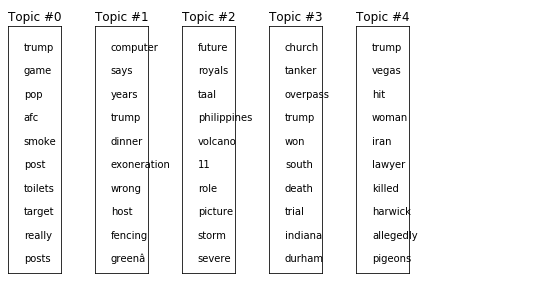 Topic #0 Topic #1 Topic #2 Topic #3 Topic #4
trump computer future church trump
game says royals tanker vegas
pop years taal overpass hit
afc trump philippines trump woman
smoke dinner volcano won iran
post exoneration 11 south lawyer
toilets wrong role death killed
target host picture trial harwick
really fencing storm indiana allegedly
posts greenâ severe durham pigeons